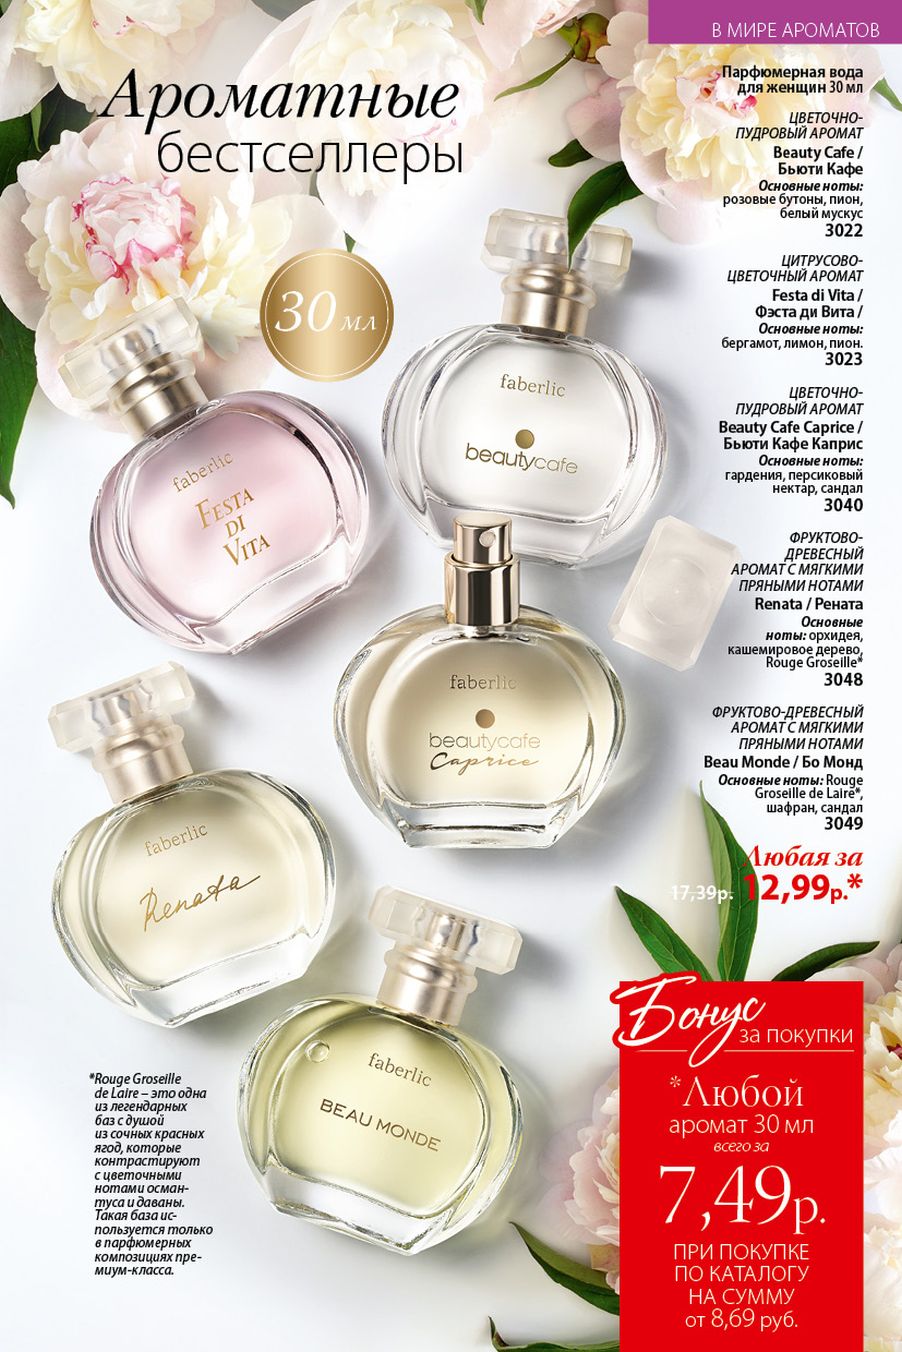 В МИРЕ АРОМАТОВ
Ароматные
бестселлеры
30 мл
Парфюмерная вода
для женщин 30 мл
ЦВЕТОЧНО-
ПУДРОВЫЙ АРОМАТ
Beauty Cafe /
Бьюти Кафе
Основные ноты:
розовые бутоны, пион,
белый мускус
3022
ЦИТРУСОВО-
ЦВЕТОЧНЫЙ АРОМАТ
Festa di Vita /
Фэста ди Вита /
Основные ноты:
бергамот, лимон, пион.
3023
ЦВЕТОЧНО-
ПУДРОВЫЙ АРОМАТ
Beauty Cafe Caprice /
Бьюти Кафе Каприс
Основные ноты:
гардения, персиковый
нектар, сандал
3040
ФРУКТОВО-
ДРЕВЕСНЫЙ
АРОМАТ С МЯГКИМИ
ПРЯНЫМИ НОТАМИ
Renata / Рената
Основные
ноты: орхидея,
кашемировое дерево,
Rouge Groseille*
3048
ФРУКТОВО-ДРЕВЕСНЫЙ
АРОМАТ С МЯГКИМИ
ПРЯНЫМИ НОТАМИ
Beau Monde / Бо Монд
Основные ноты: Rouge
Groseille de Laire*,
шафран, сандал
3049
Любая за
17,39р. 12,99р.*
faberlic
beautycafe
faberlic
FESTA
DI
VITA
faberlic
beautycafe
Caprice
faberlic
Renata
faberlic
BEAU MONDE
*Rouge Groseille
de Laire – это одна
из легендарных
баз с душой
из сочных красных
ягод, которые
контрастируют
с цветочными
нотами осман-
туса и даваны.
Такая база ис-
пользуется только
в парфюмерных
композициях пре-
миум-класса.
Бонус
за покупки
*Любой
аромат 30 мл
всего за
7,49р.
ПРИ ПОКУПКЕ
ПО КАТАЛОГУ
НА СУММУ
от 8,69 руб.